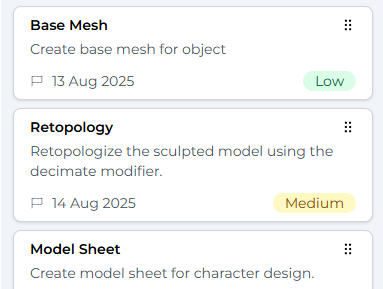 Base Mesh
Create base mesh for object
13 Aug 2025 Low
Retopology
Retopologize the sculpted model using the
decimate modifier.
14 Aug 2025 Medium
Model Sheet
Create model sheet for character design.